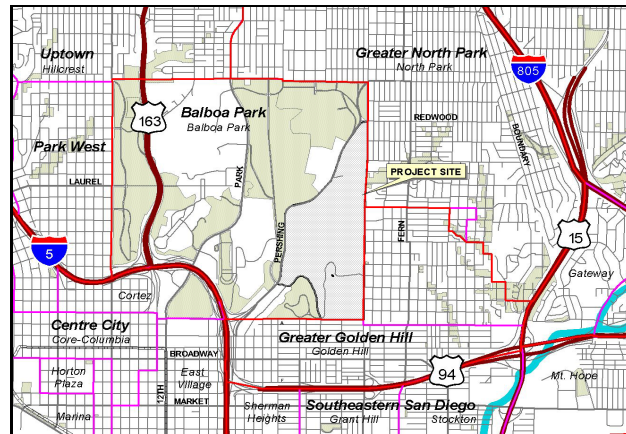 Uptown
Hillcrest
Greater North Park
North Park
805
Balboa Park
Balboa Park
163
REDWOOD
BOUNDARY
Park West
LAUREL
PARK
PROJECT SITE
PERSHING
FERN
15
5
Gateway
Cortez
Centre City
Core-Columbia
Greater Golden Hill
Golden Hill
BROADWAY
94
Horton
Plaza
East
Village
Mt. Hope
12TH
MARKET
Marina
Sherman
Heights
Southeastern San Diego
Grant Hill
Stockton